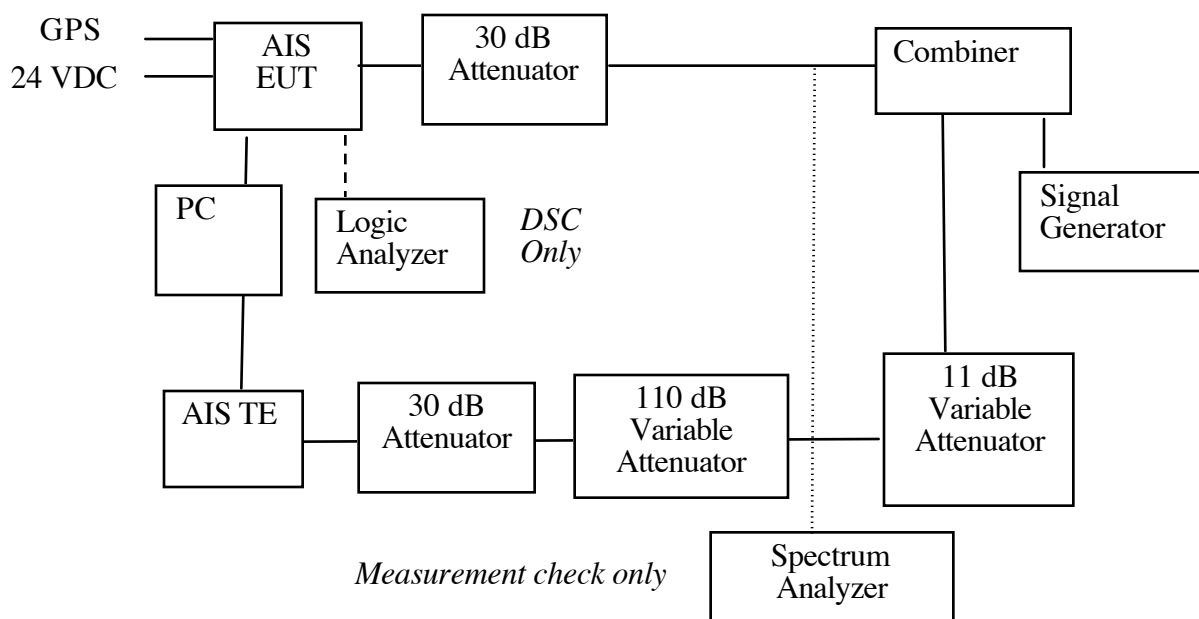 GPS
24 VDC
AIS
EUT
30 dB
Attenuator
Combiner
PC
Logic
Analyzer
DSC
Only
Signal
Generator
AIS TE
30 dB
Attenuator
110 dB
Variable
Attenuator
11 dB
Variable
Attenuator
Measurement check only
Spectrum
Analyzer